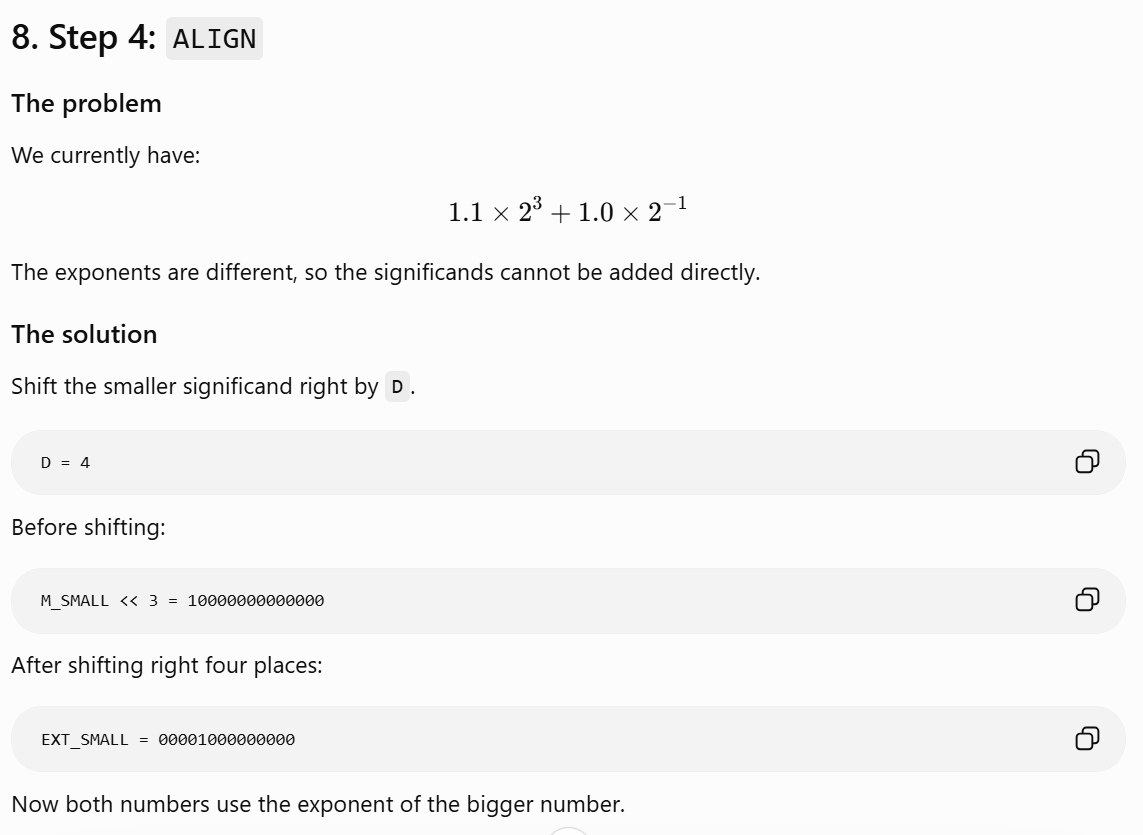 8. Step 4: ALIGN
The problem
We currently have:
1.1 × 2³ + 1.0 × 2⁻¹
The exponents are different, so the significands cannot be added directly.
The solution
Shift the smaller significand right by D.
D = 4
Before shifting:
M_SMALL << 3 = 10000000000000
After shifting right four places:
EXT_SMALL = 00001000000000
Now both numbers use the exponent of the bigger number.